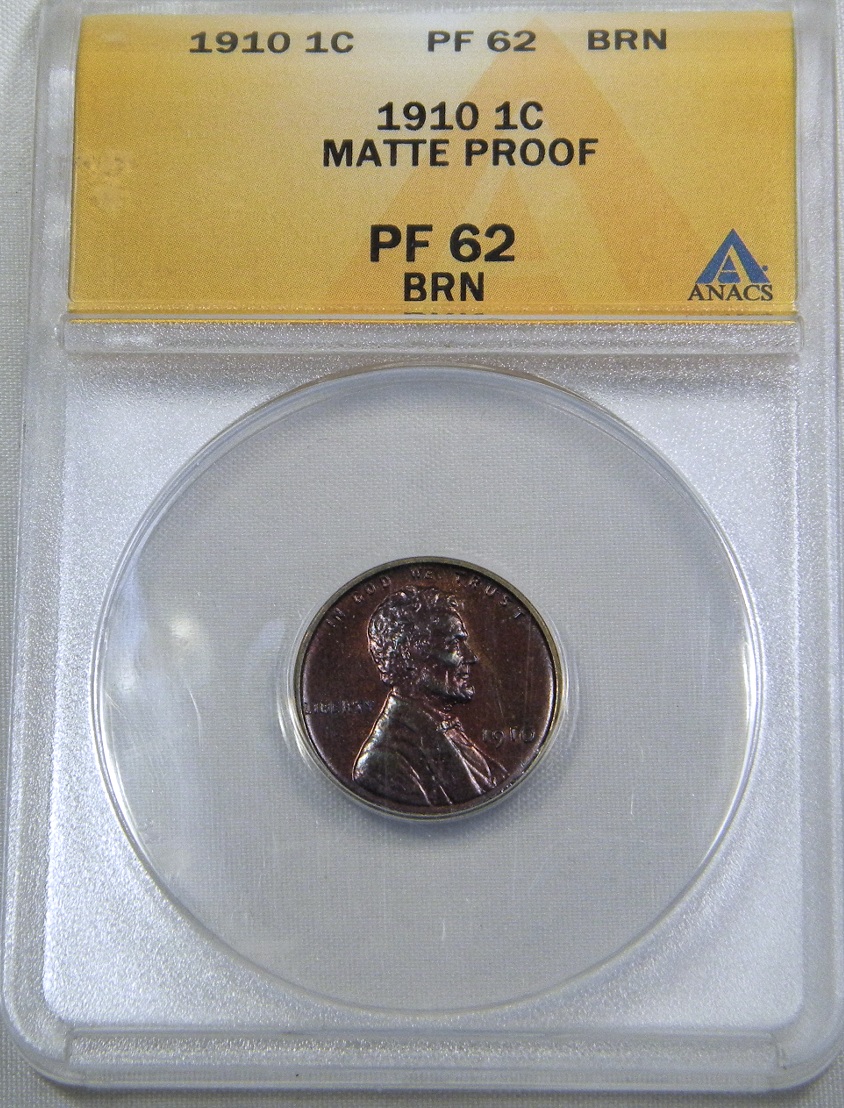 1910 1C PF 62 BRN
1910 1C
MATTE PROOF
PF 62
BRN
ANACS
IN GOD WE TRUST
LIBERTY
1910